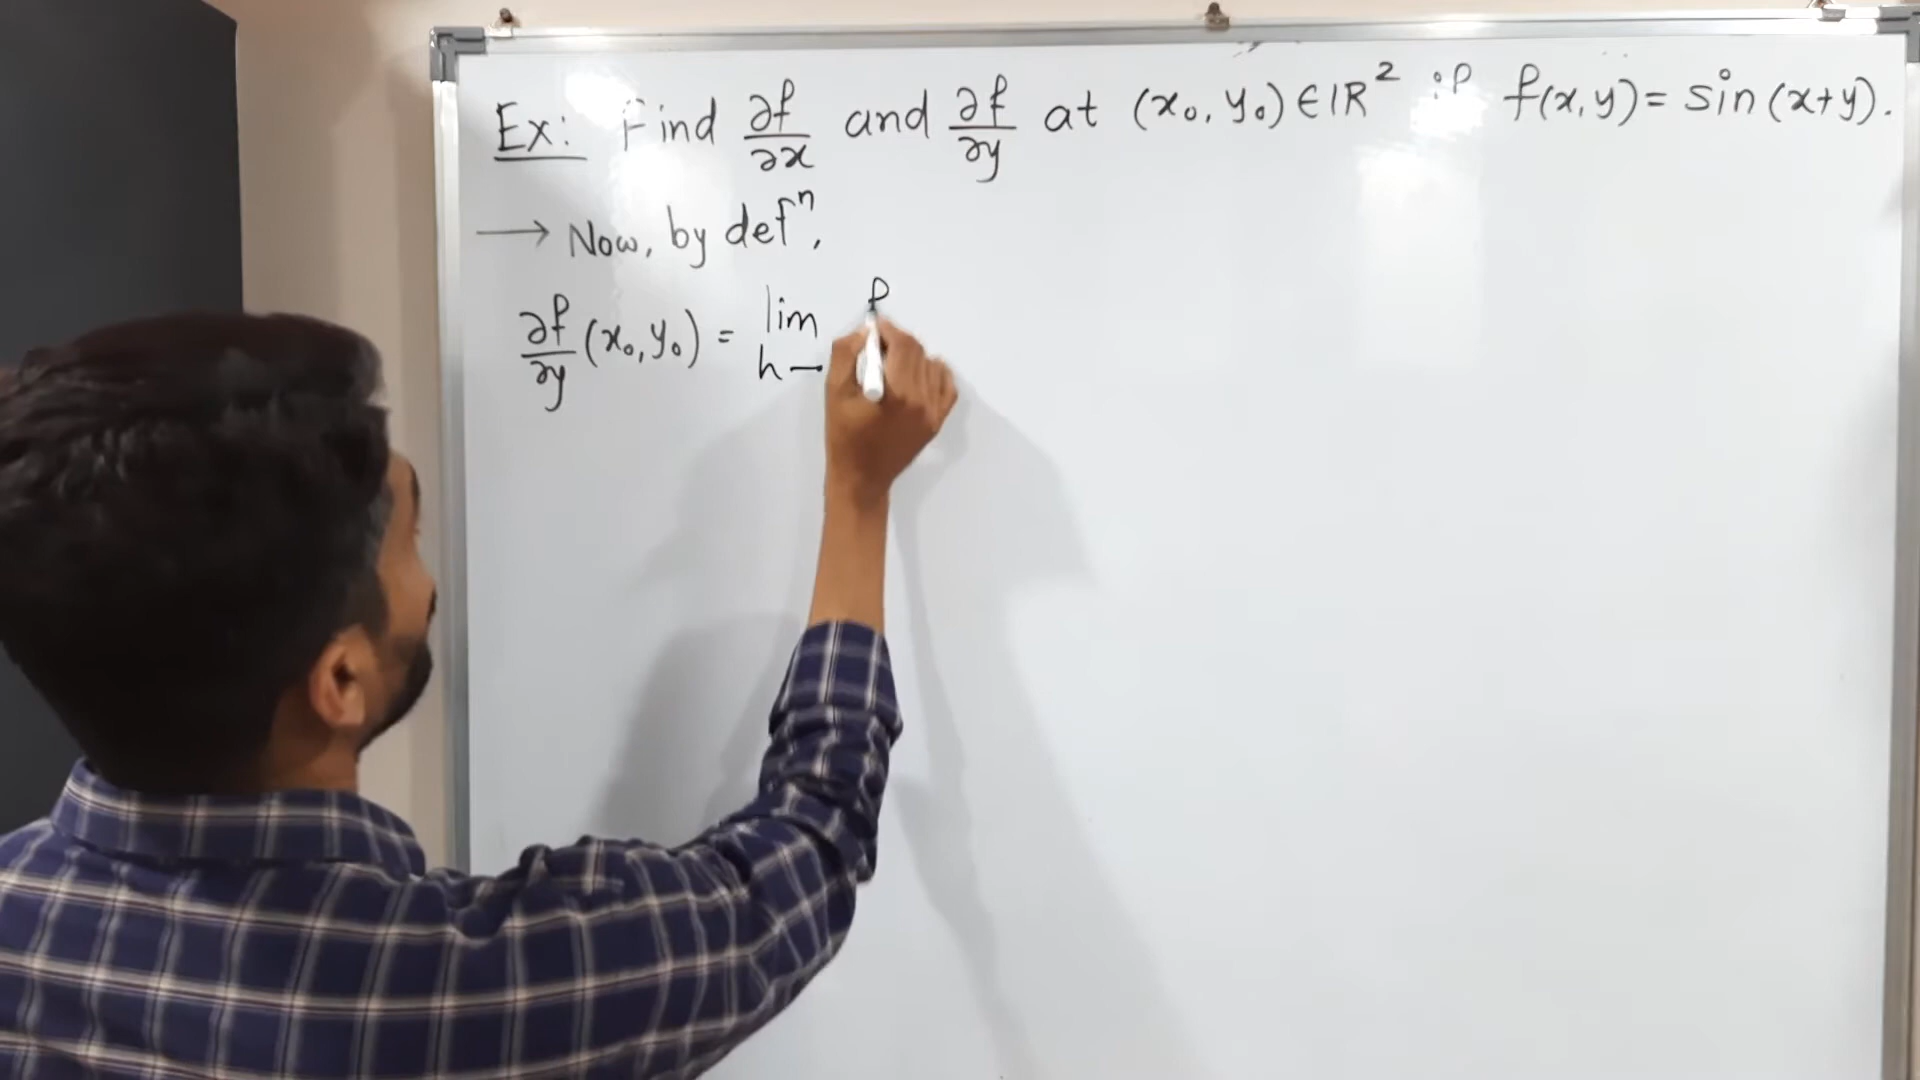 Ex: Find ∂f/∂x and ∂f/∂y at (x₀, y₀) ∈ ℝ² if f(x, y) = sin (x+y).
→ Now, by defⁿ,
∂f/∂y (x₀, y₀) = lim h— f